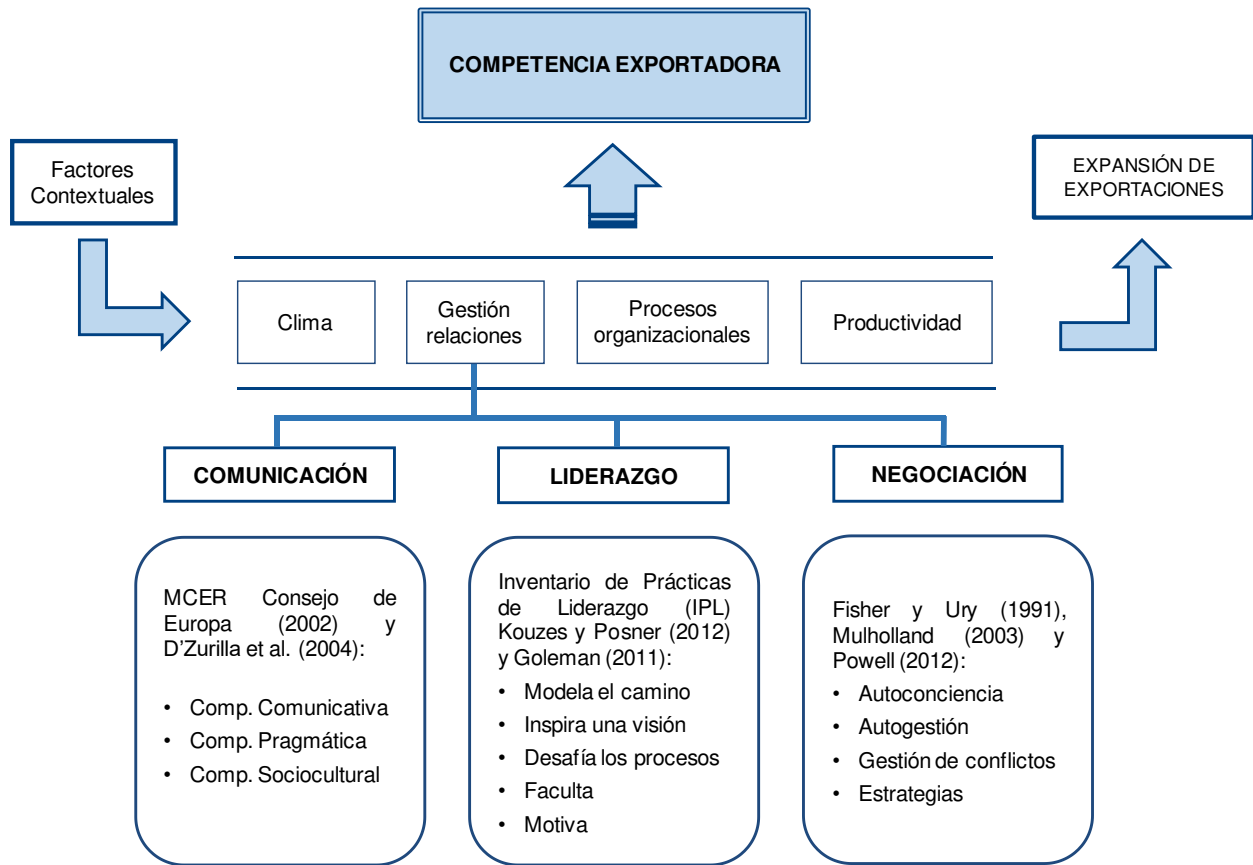 COMPETENCIA EXPORTADORA
Factores
Contextuales
EXPANSIÓN DE
EXPORTACIONES
Clima
Gestión
relaciones
Procesos
organizacionales
Productividad
COMUNICACIÓN
LIDERAZGO
NEGOCIACIÓN
MCER Consejo de
Europa (2002) y
D'Zurilla et al. (2004):
• Comp. Comunicativa
• Comp. Pragmática
• Comp. Sociocultural
Inventario de Prácticas
de Liderazgo (IPL)
Kouzes y Posner (2012)
y Goleman (2011):
• Modela el camino
• Inspira una visión
• Desafía los procesos
• Faculta
• Motiva
Fisher y Ury (1991),
Mulholland (2003) y
Powell (2012):
• Autoconciencia
• Autogestión
• Gestión de conflictos
• Estrategias